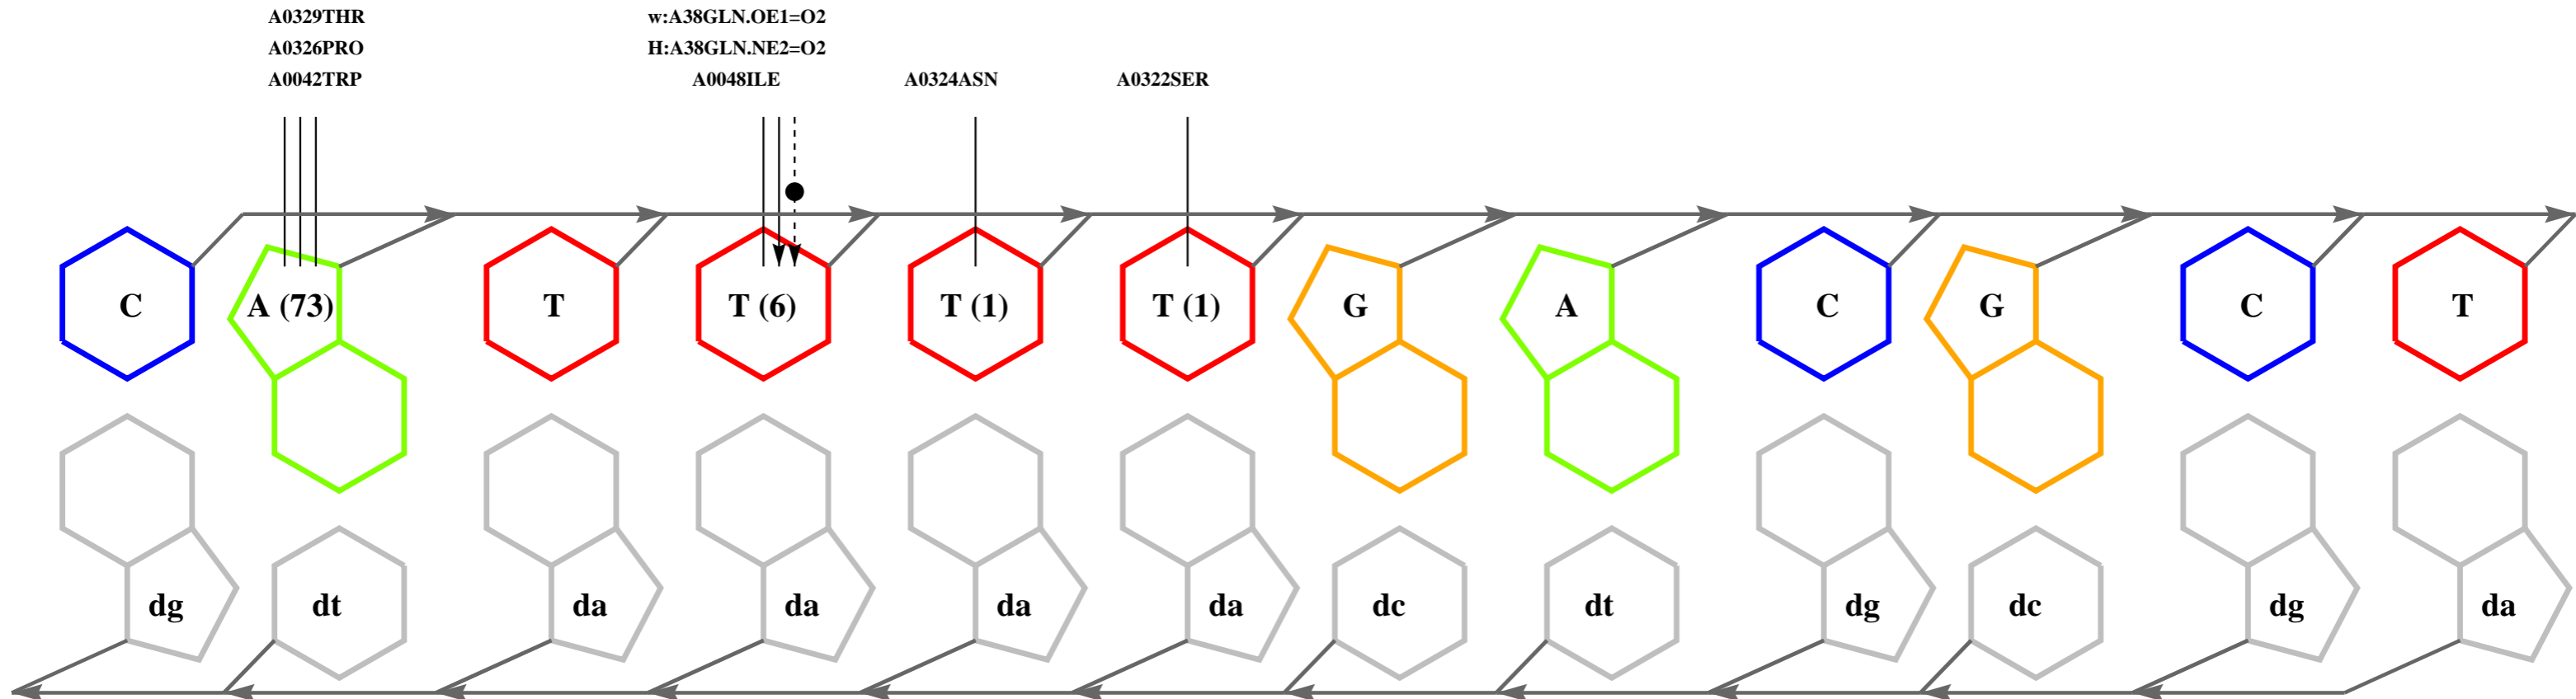 A0329THR w:A38GLN.OE1=O2
A0326PRO H:A38GLN.NE2=O2
A0042TRP A0048ILE A0324ASN A0322SER
C A (73) T T (6) T (1) T (1) G A C G C T
dg dt da da da da dc dt dg dc dg da